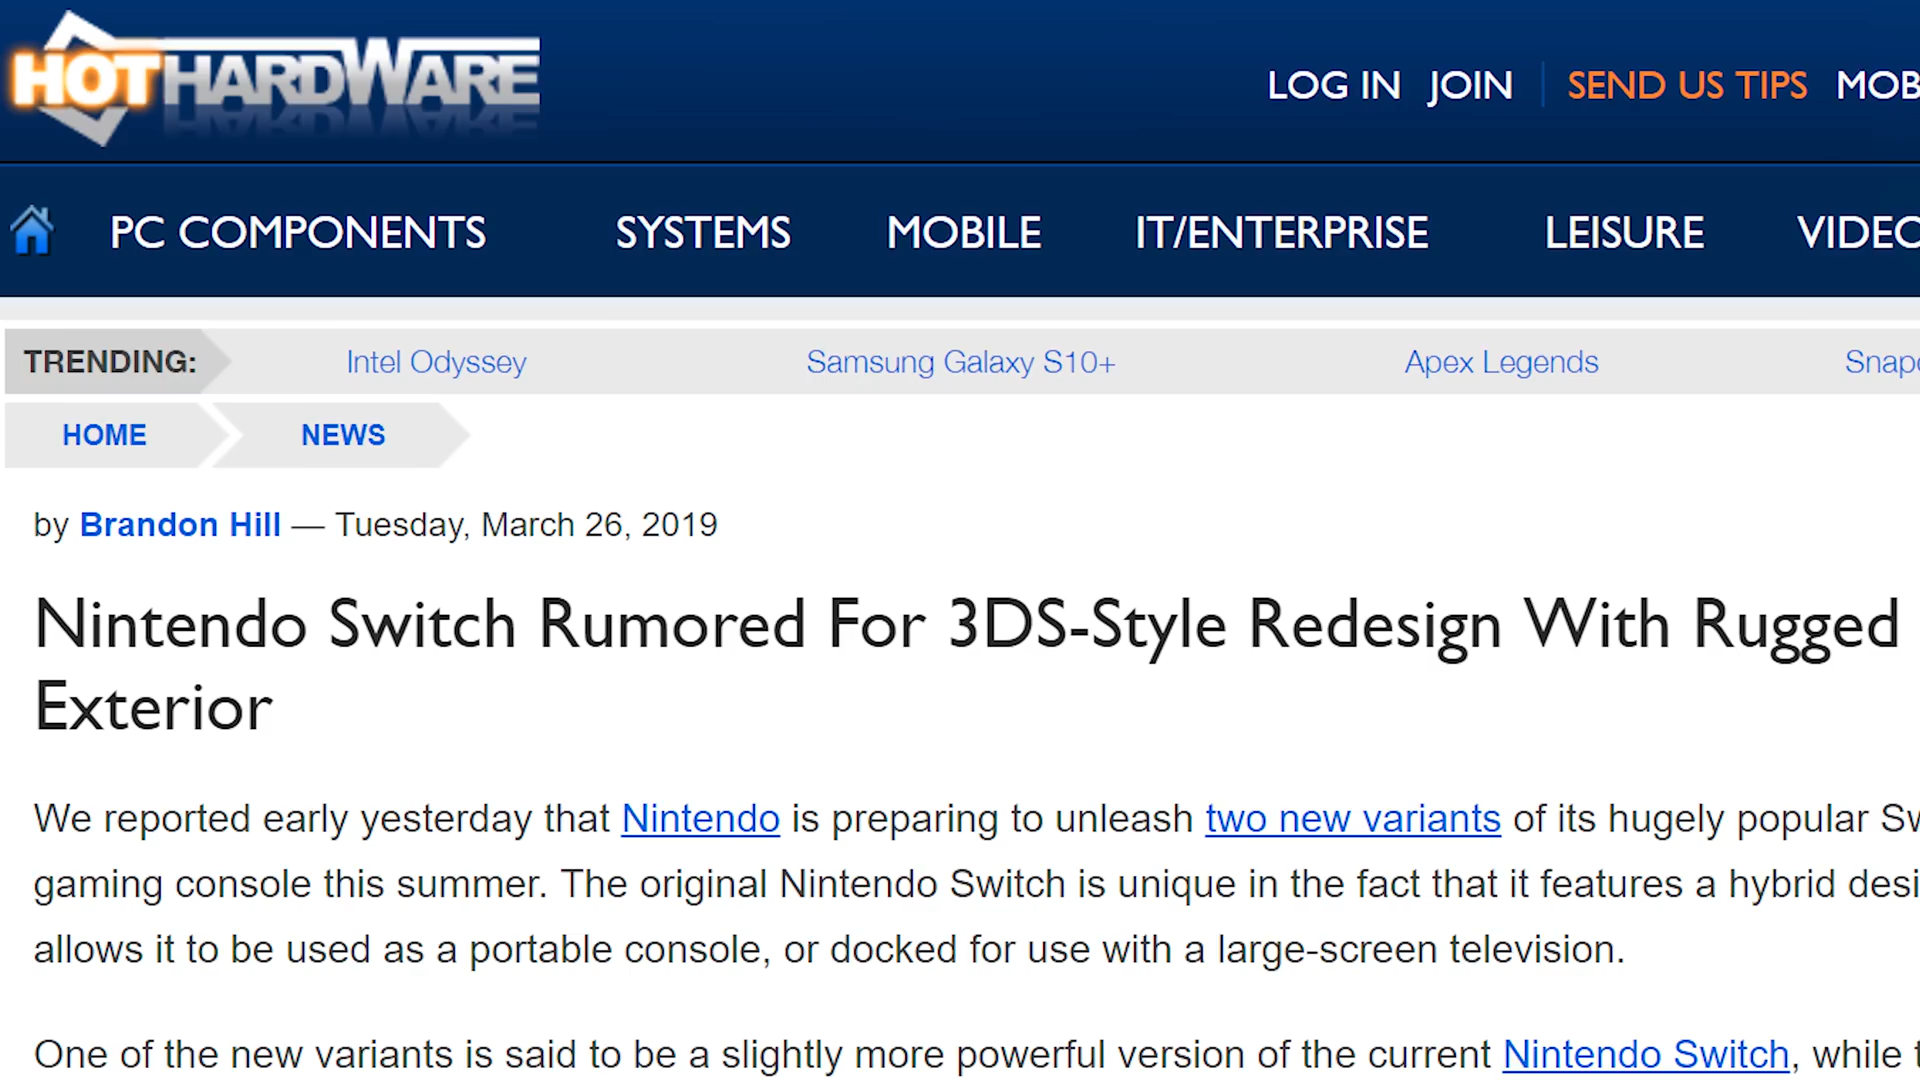 HOTHARDWARE
LOG IN JOIN SEND US TIPS MOB
PC COMPONENTS SYSTEMS MOBILE IT/ENTERPRISE LEISURE VIDEO
TRENDING: Intel Odyssey Samsung Galaxy S10+ Apex Legends Snap
HOME NEWS
by Brandon Hill — Tuesday, March 26, 2019
Nintendo Switch Rumored For 3DS-Style Redesign With Rugged
Exterior
We reported early yesterday that Nintendo is preparing to unleash two new variants of its hugely popular Sw
gaming console this summer. The original Nintendo Switch is unique in the fact that it features a hybrid desi
allows it to be used as a portable console, or docked for use with a large-screen television.
One of the new variants is said to be a slightly more powerful version of the current Nintendo Switch, while t